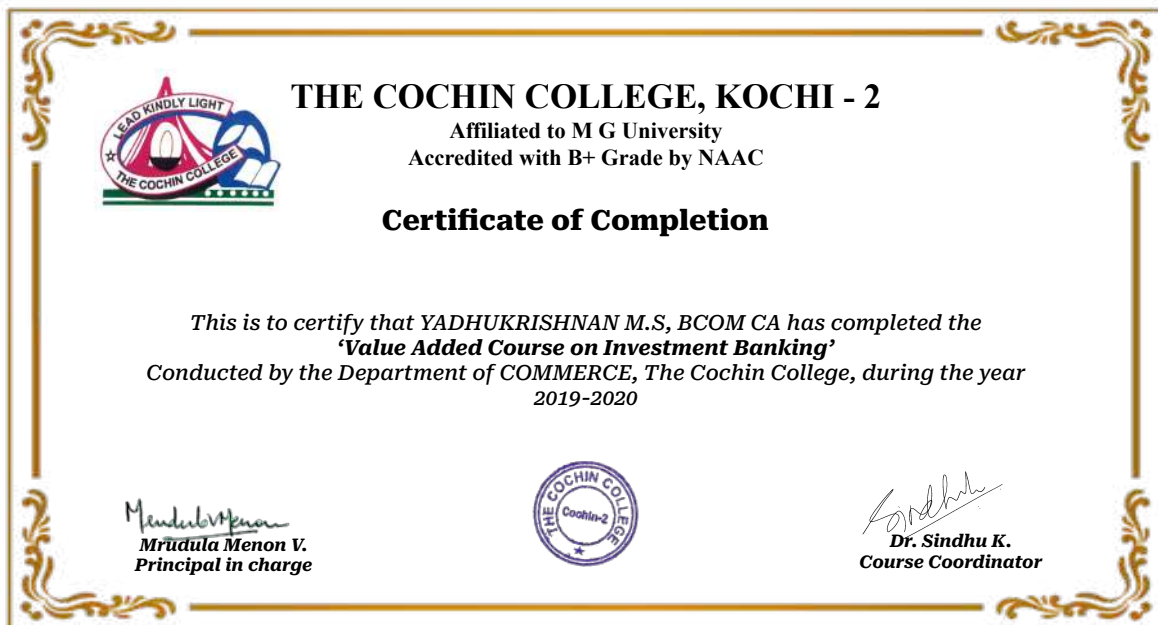 LEAD KINDLY LIGHT
THE COCHIN COLLEGE
THE COCHIN COLLEGE, KOCHI - 2
Affiliated to M G University
Accredited with B+ Grade by NAAC
Certificate of Completion
This is to certify that YADHUKRISHNAN M.S, BCOM CA has completed the
‘Value Added Course on Investment Banking’
Conducted by the Department of COMMERCE, The Cochin College, during the year
2019-2020
THE COCHIN COLLEGE
Cochin-2
Mrudula Menon
Mrudula Menon V.
Principal in charge
Sindhu
Dr. Sindhu K.
Course Coordinator